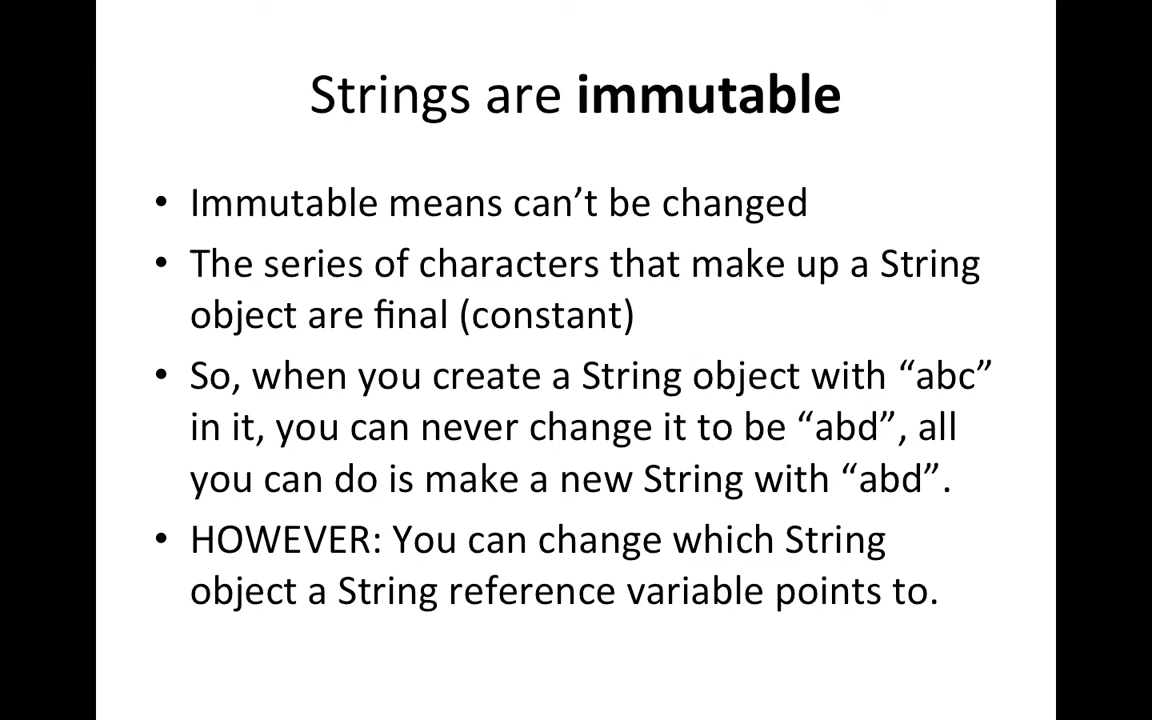 Strings are immutable
• Immutable means can’t be changed
• The series of characters that make up a String
object are final (constant)
• So, when you create a String object with “abc”
in it, you can never change it to be “abd”, all
you can do is make a new String with “abd”.
• HOWEVER: You can change which String
object a String reference variable points to.